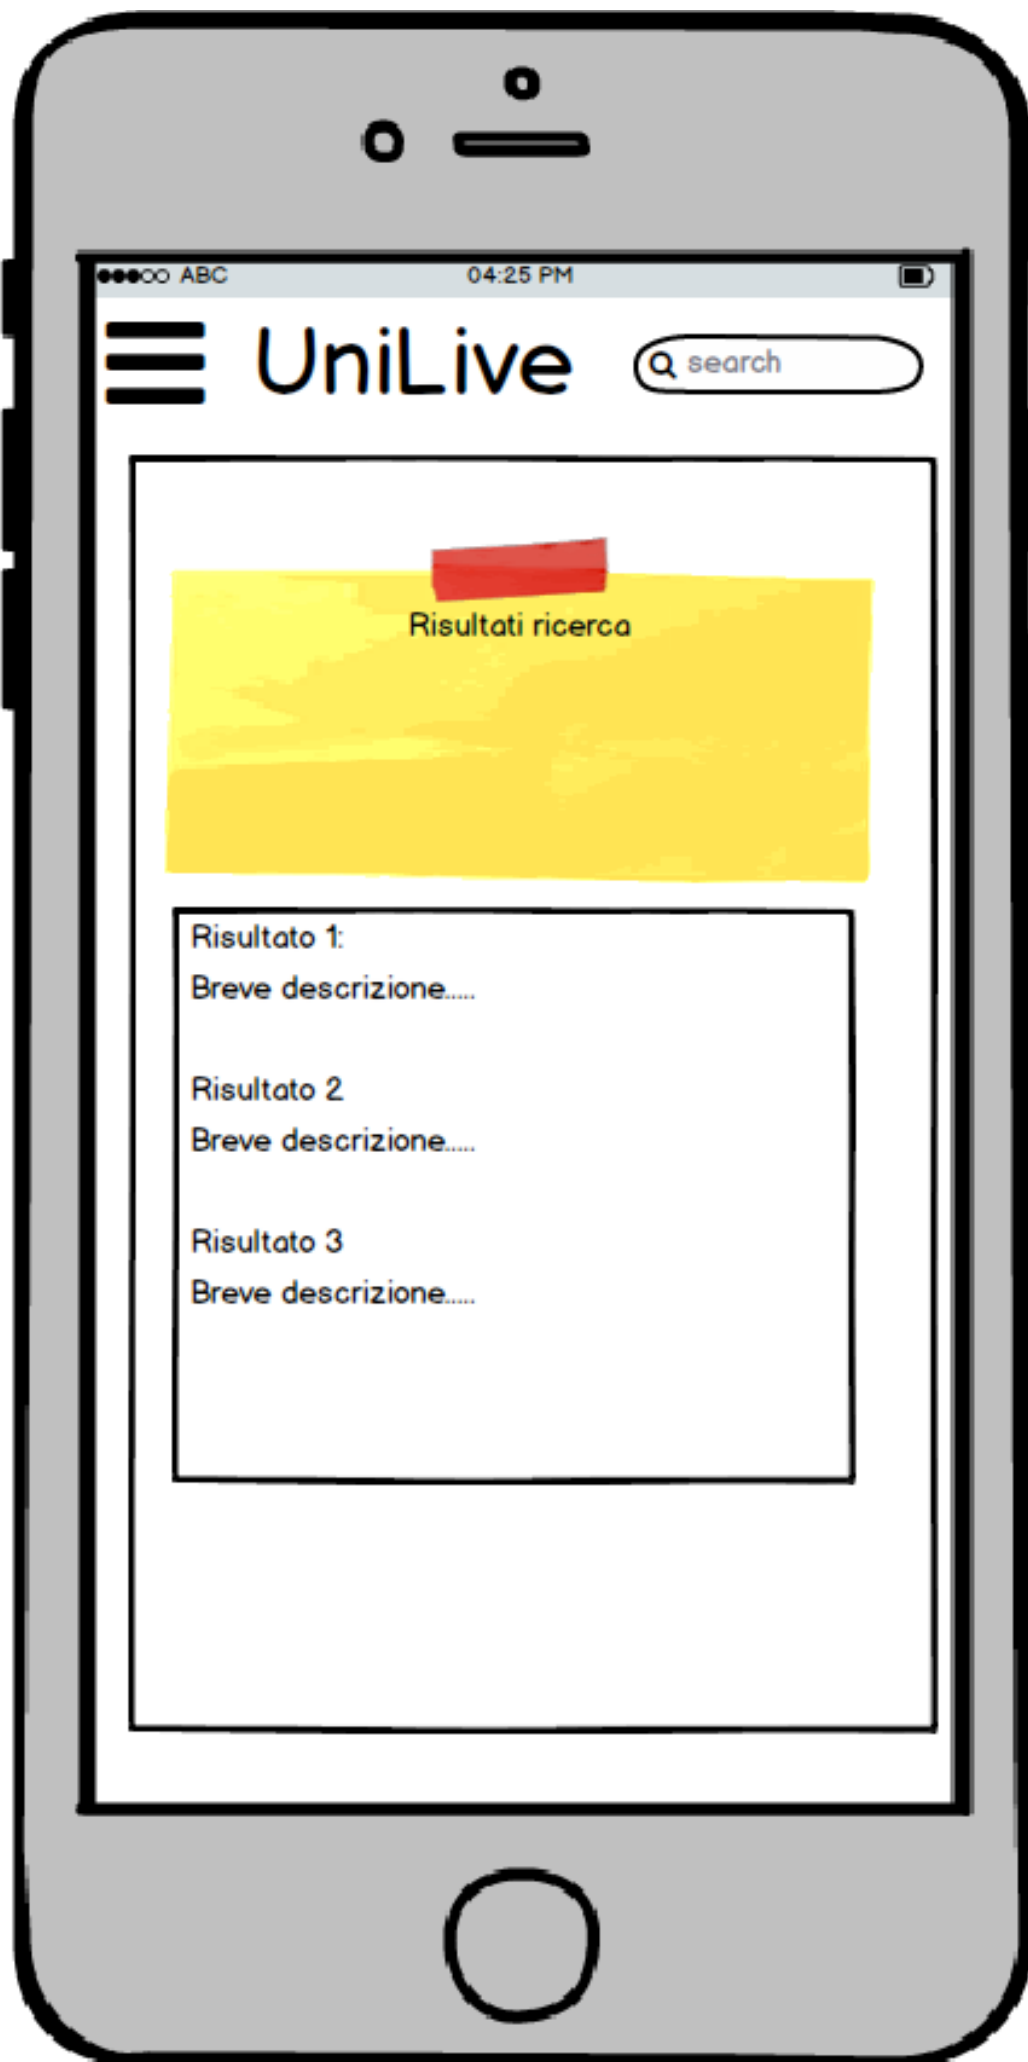 ABC 04:25 PM
UniLive search
Risultati ricerca
Risultato 1:
Breve descrizione.....
Risultato 2
Breve descrizione.....
Risultato 3
Breve descrizione.....